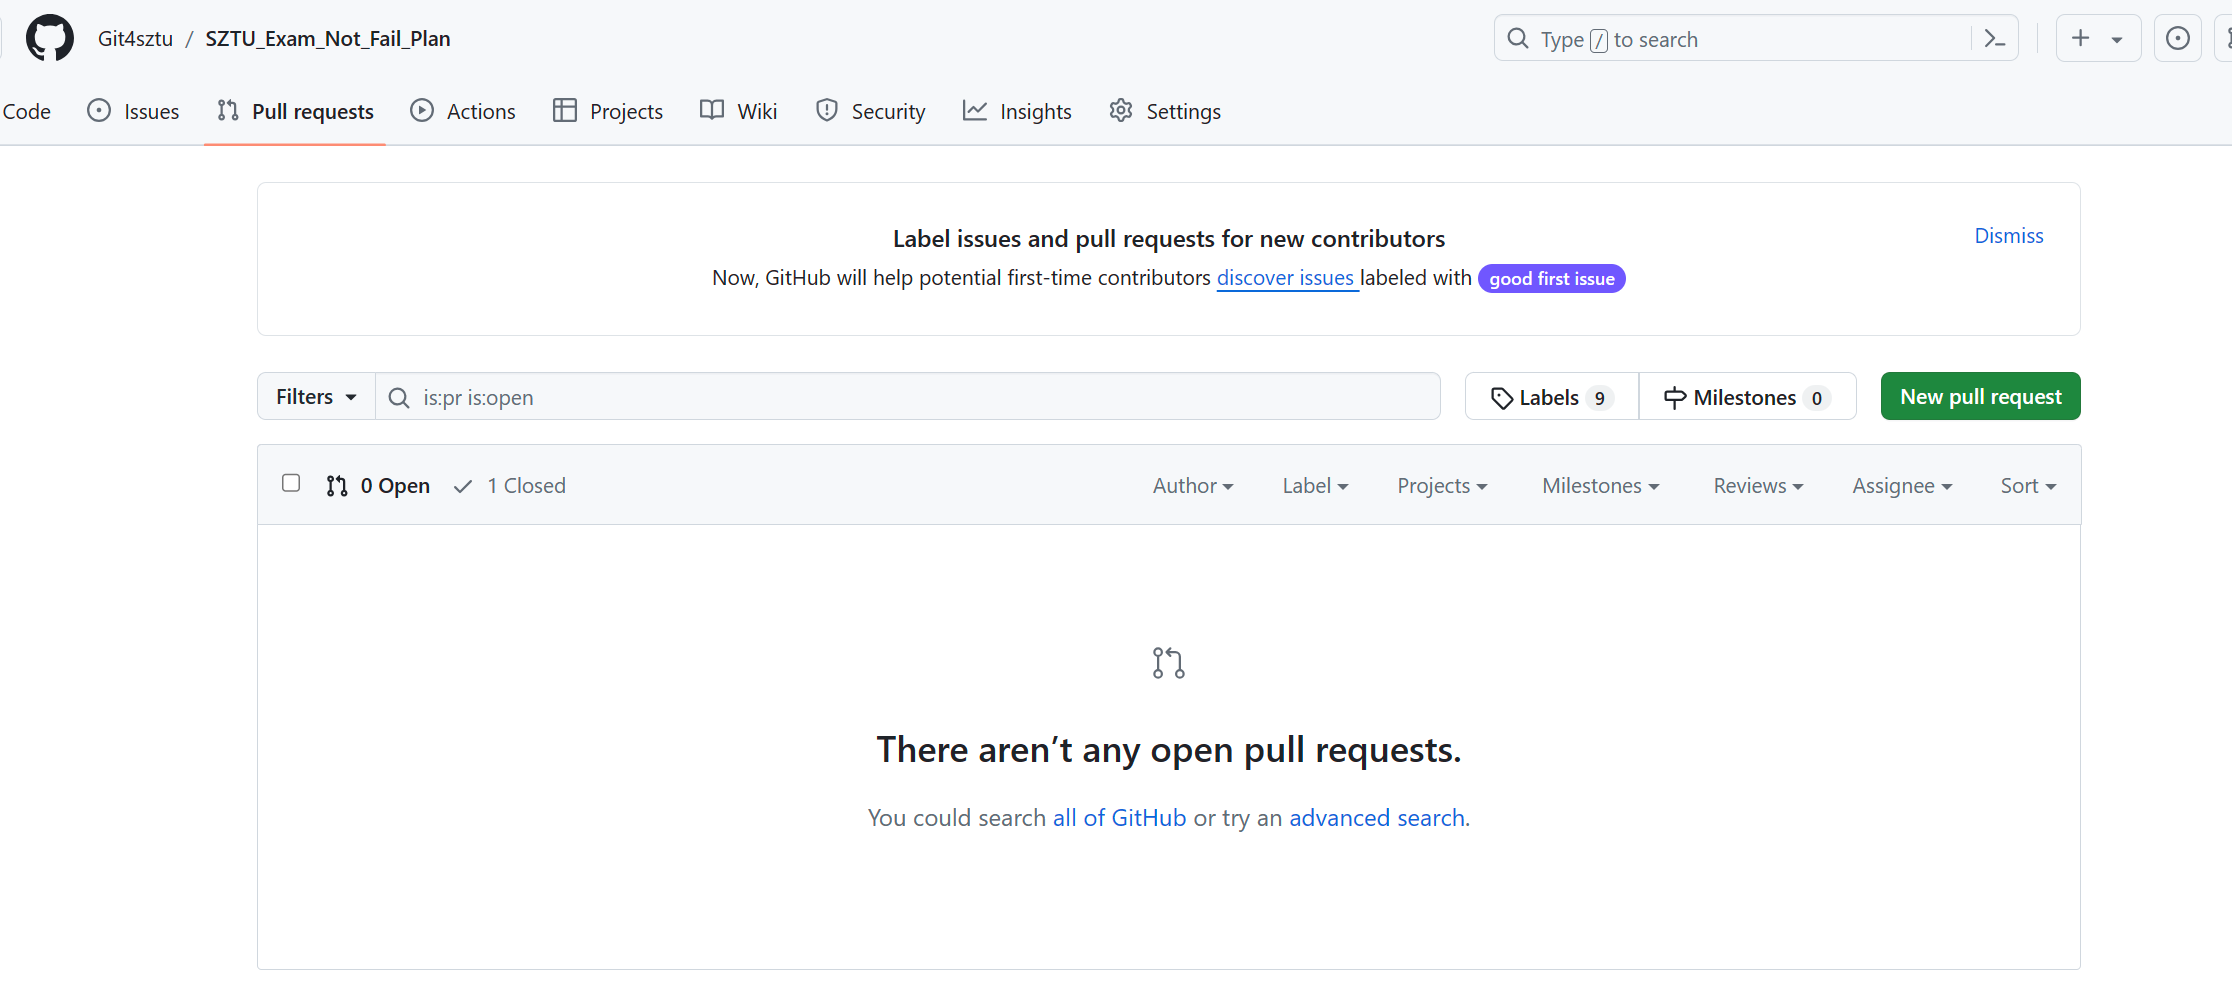 Git4sztu / SZTU_Exam_Not_Fail_Plan
Type / to search
Code Issues Pull requests Actions Projects Wiki Security Insights Settings
Label issues and pull requests for new contributors
Dismiss
Now, GitHub will help potential first-time contributors discover issues labeled with good first issue
Filters is:pr is:open Labels 9 Milestones 0 New pull request
0 Open 1 Closed Author Label Projects Milestones Reviews Assignee Sort
There aren’t any open pull requests.
You could search all of GitHub or try an advanced search.